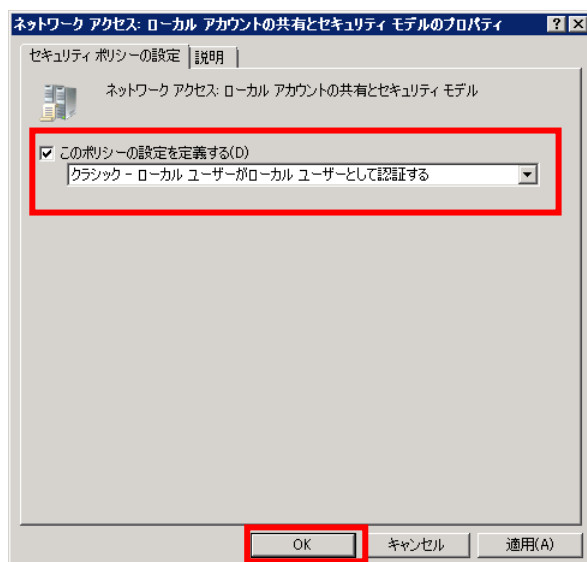 ネットワーク アクセス: ローカル アカウントの共有とセキュリティ モデルのプロパティ
セキュリティ ポリシーの設定 説明
ネットワーク アクセス: ローカル アカウントの共有とセキュリティ モデル
このポリシーの設定を定義する(D)
クラシック - ローカル ユーザーがローカル ユーザーとして認証する
OK キャンセル 適用(A)